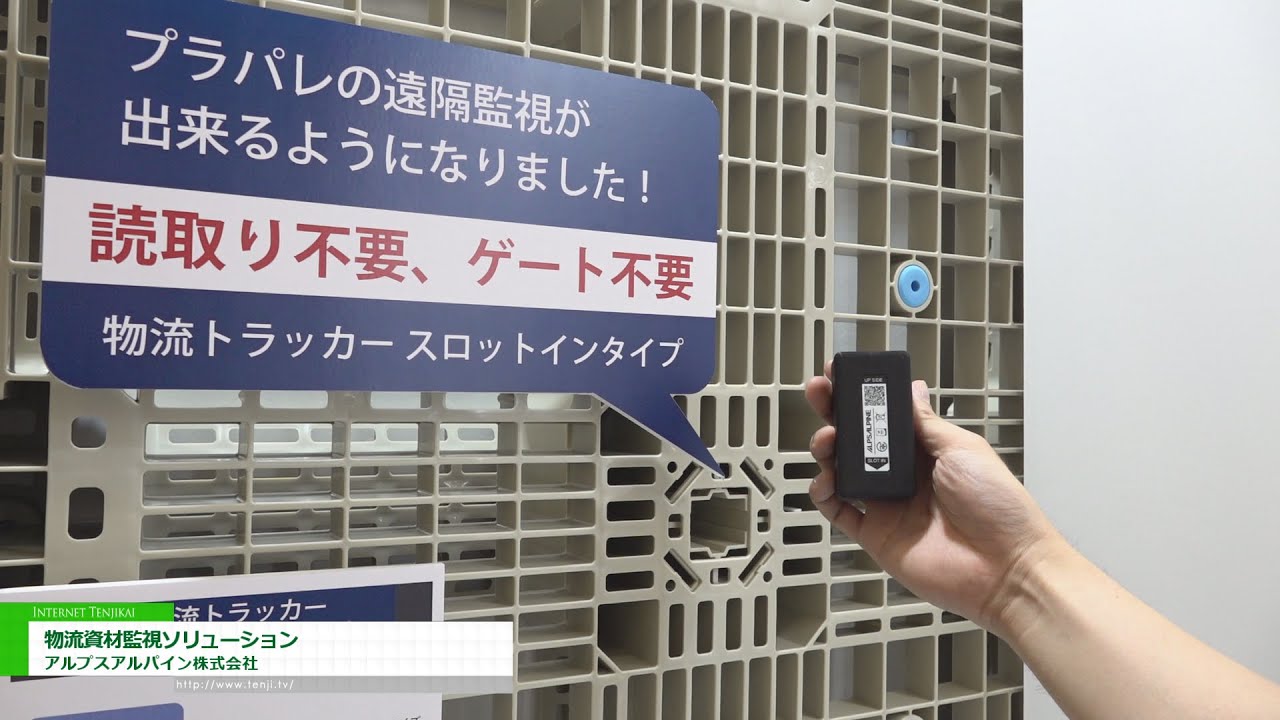 プラパレの遠隔監視が
出来るようになりました！
読取り不要、ゲート不要
物流トラッカー スロットインタイプ
UP SIDE
ALPSALPINE
SLOT IN
流トラッカー
INTERNET TENJIKAI
物流資材監視ソリューション
アルプスアルパイン株式会社
http://www.tenji.tv/